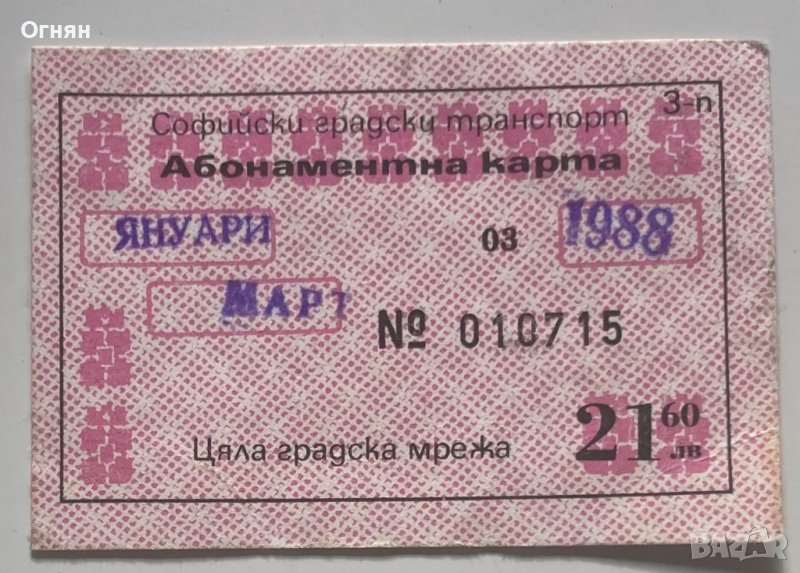 Огнян
3-п
Софийски градски транспорт
Абонаментна карта
ЯНУАРИ 03 1988
МАРТ
№ 010715
Цяла градска мрежа 21 60 лв
BAZAR